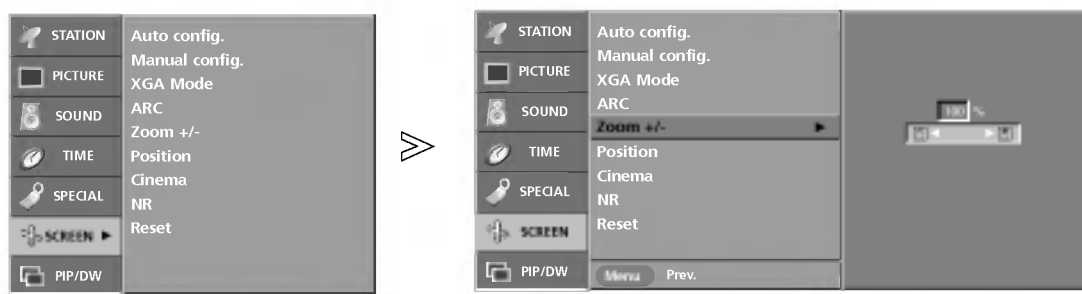 STATION
PICTURE
SOUND
TIME
SPECIAL
SCREEN
PIP/DW
Auto config.
Manual config.
XGA Mode
ARC
Zoom +/-
Position
Cinema
NR
Reset
STATION
PICTURE
SOUND
TIME
SPECIAL
SCREEN
PIP/DW
Auto config.
Manual config.
XGA Mode
ARC
Zoom +/-
Position
Cinema
NR
Reset
Menu Prev.
100 %